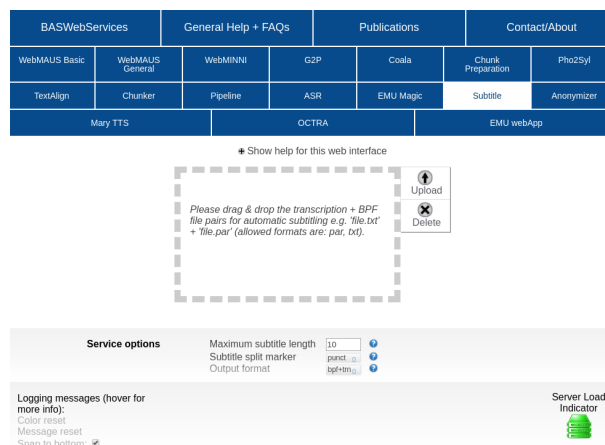 BASWebServices General Help + FAQs Publications Contact/About
WebMAUS Basic WebMAUS General WebMINNI G2P Coala Chunk Preparation Pho2Syl
TextAlign Chunker Pipeline ASR EMU Magic Subtitle Anonymizer
Mary TTS OCTRA EMU webApp
Show help for this web interface
Upload
Delete
Please drag & drop the transcription + BPF
file pairs for automatic subtitling e.g. 'file.txt'
+ 'file.par' (allowed formats are: par, txt).
Service options
Maximum subtitle length 10
Subtitle split marker punct
Output format bpf+trn
Logging messages (hover for
more info):
Color reset
Message reset
Snap to bottom:
Server Load
Indicator